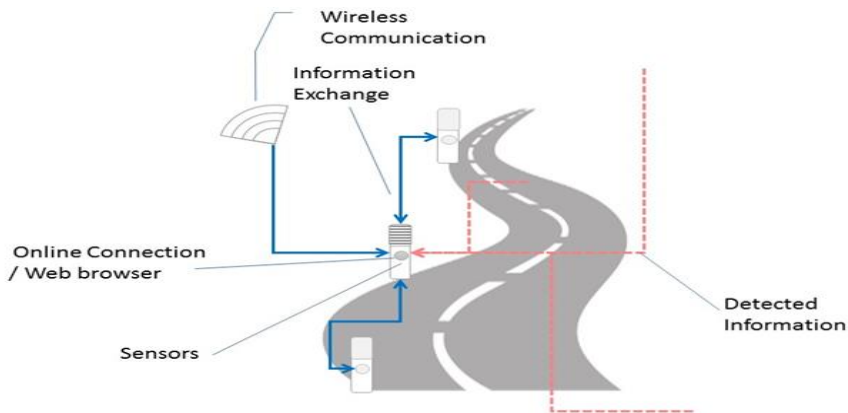 Wireless
Communication
Information
Exchange
Online Connection
/ Web browser
Sensors
Detected
Information